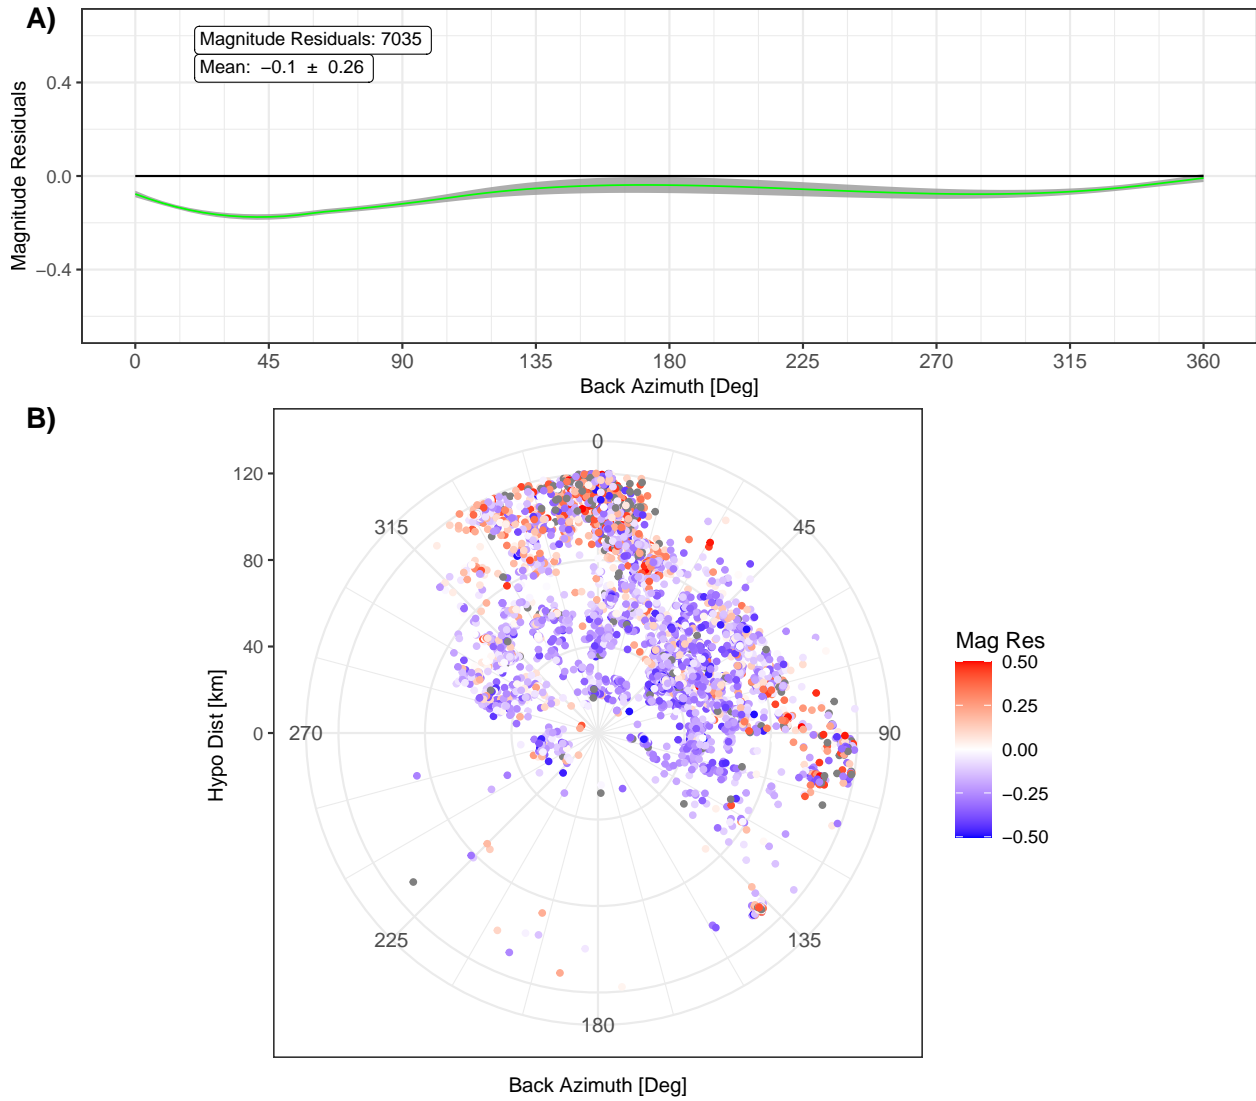 A)
Magnitude Residuals: 7035
Mean: −0.1 ± 0.26
Magnitude Residuals
0.4
0.0
−0.4
0 45 90 135 180 225 270 315 360
Back Azimuth [Deg]
B)
Hypo Dist [km]
120
80
40
0
0
45
90
135
180
225
270
315
Back Azimuth [Deg]
Mag Res
0.50
0.25
0.00
−0.25
−0.50